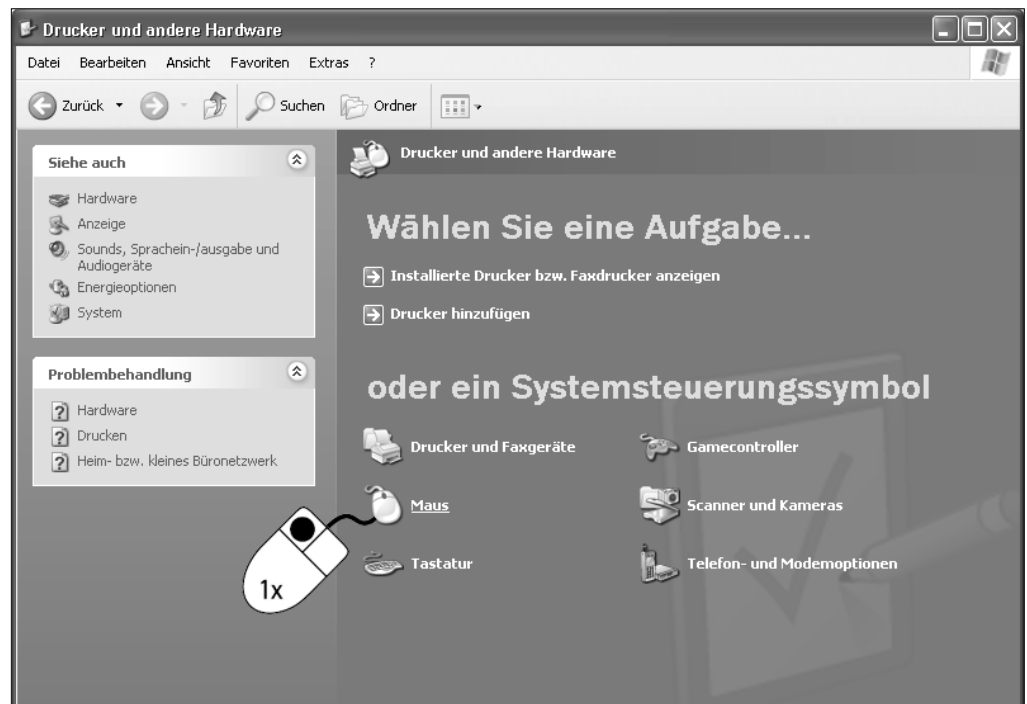 Drucker und andere Hardware
Datei Bearbeiten Ansicht Favoriten Extras ?
Zurück Suchen Ordner
Siehe auch
Hardware
Anzeige
Sounds, Sprachein-/ausgabe und
Audiogeräte
Energieoptionen
System
Problembehandlung
Hardware
Drucken
Heim- bzw. kleines Büronetzwerk
Drucker und andere Hardware
Wählen Sie eine Aufgabe...
Installierte Drucker bzw. Faxdrucker anzeigen
Drucker hinzufügen
oder ein Systemsteuerungssymbol
Drucker und Faxgeräte Gamecontroller
Maus Scanner und Kameras
Tastatur Telefon- und Modemoptionen
1x